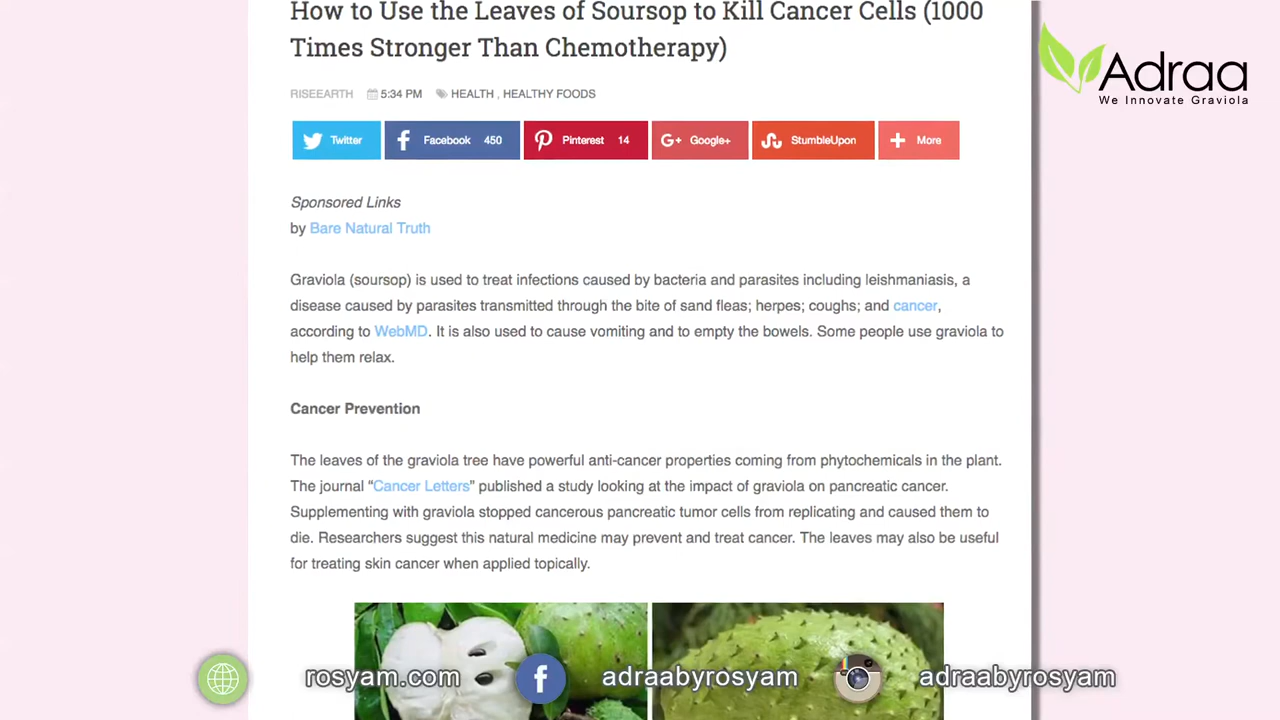 How to Use the Leaves of Soursop to Kill Cancer Cells (1000
Times Stronger Than Chemotherapy)
Adraa
We Innovate Graviola
RISEEARTH 5:34 PM HEALTH , HEALTHY FOODS
Twitter Facebook 450 Pinterest 14 G+ Google+ StumbleUpon More
Sponsored Links
by Bare Natural Truth
Graviola (soursop) is used to treat infections caused by bacteria and parasites including leishmaniasis, a
disease caused by parasites transmitted through the bite of sand fleas; herpes; coughs; and cancer,
according to WebMD. It is also used to cause vomiting and to empty the bowels. Some people use graviola to
help them relax.
Cancer Prevention
The leaves of the graviola tree have powerful anti-cancer properties coming from phytochemicals in the plant.
The journal “Cancer Letters” published a study looking at the impact of graviola on pancreatic cancer.
Supplementing with graviola stopped cancerous pancreatic tumor cells from replicating and caused them to
die. Researchers suggest this natural medicine may prevent and treat cancer. The leaves may also be useful
for treating skin cancer when applied topically.
rosyam.com adraabyrosyam adraabyrosyam